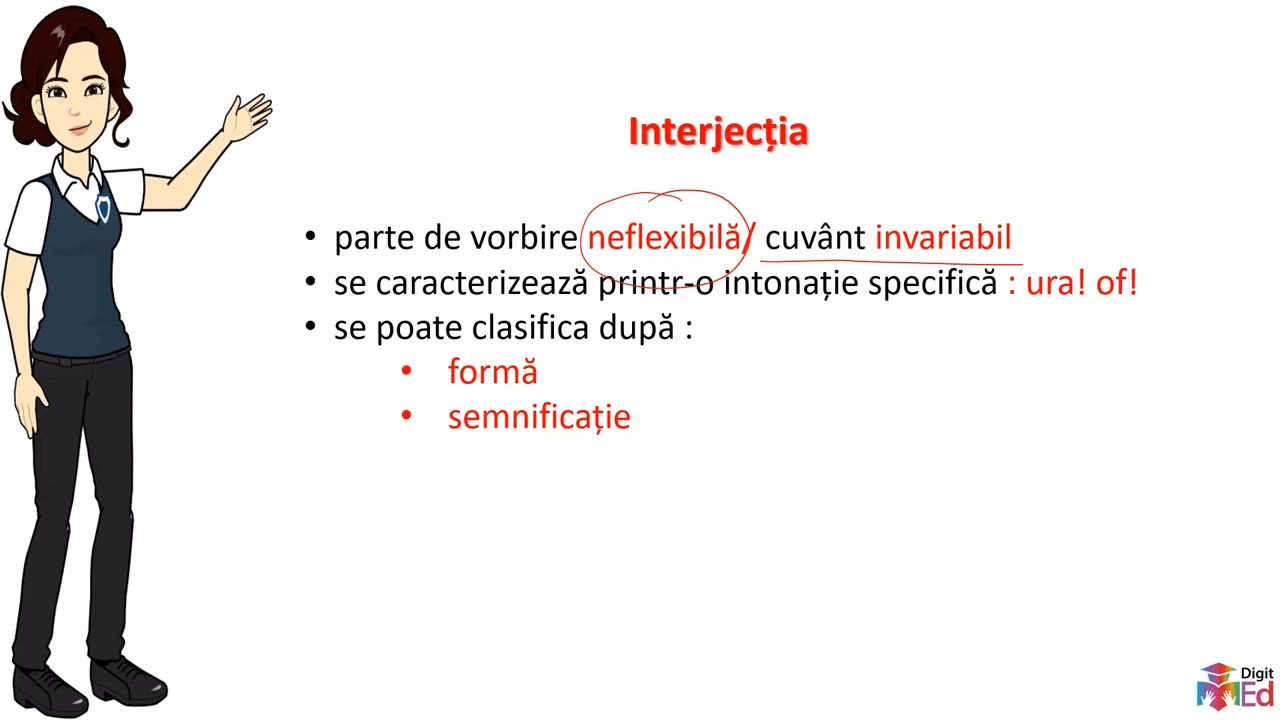 Interjecția
• parte de vorbire neflexibilă/ cuvânt invariabil
• se caracterizează printr-o intonație specifică : ura! of!
• se poate clasifica după :
• formă
• semnificație
Digit
Ed